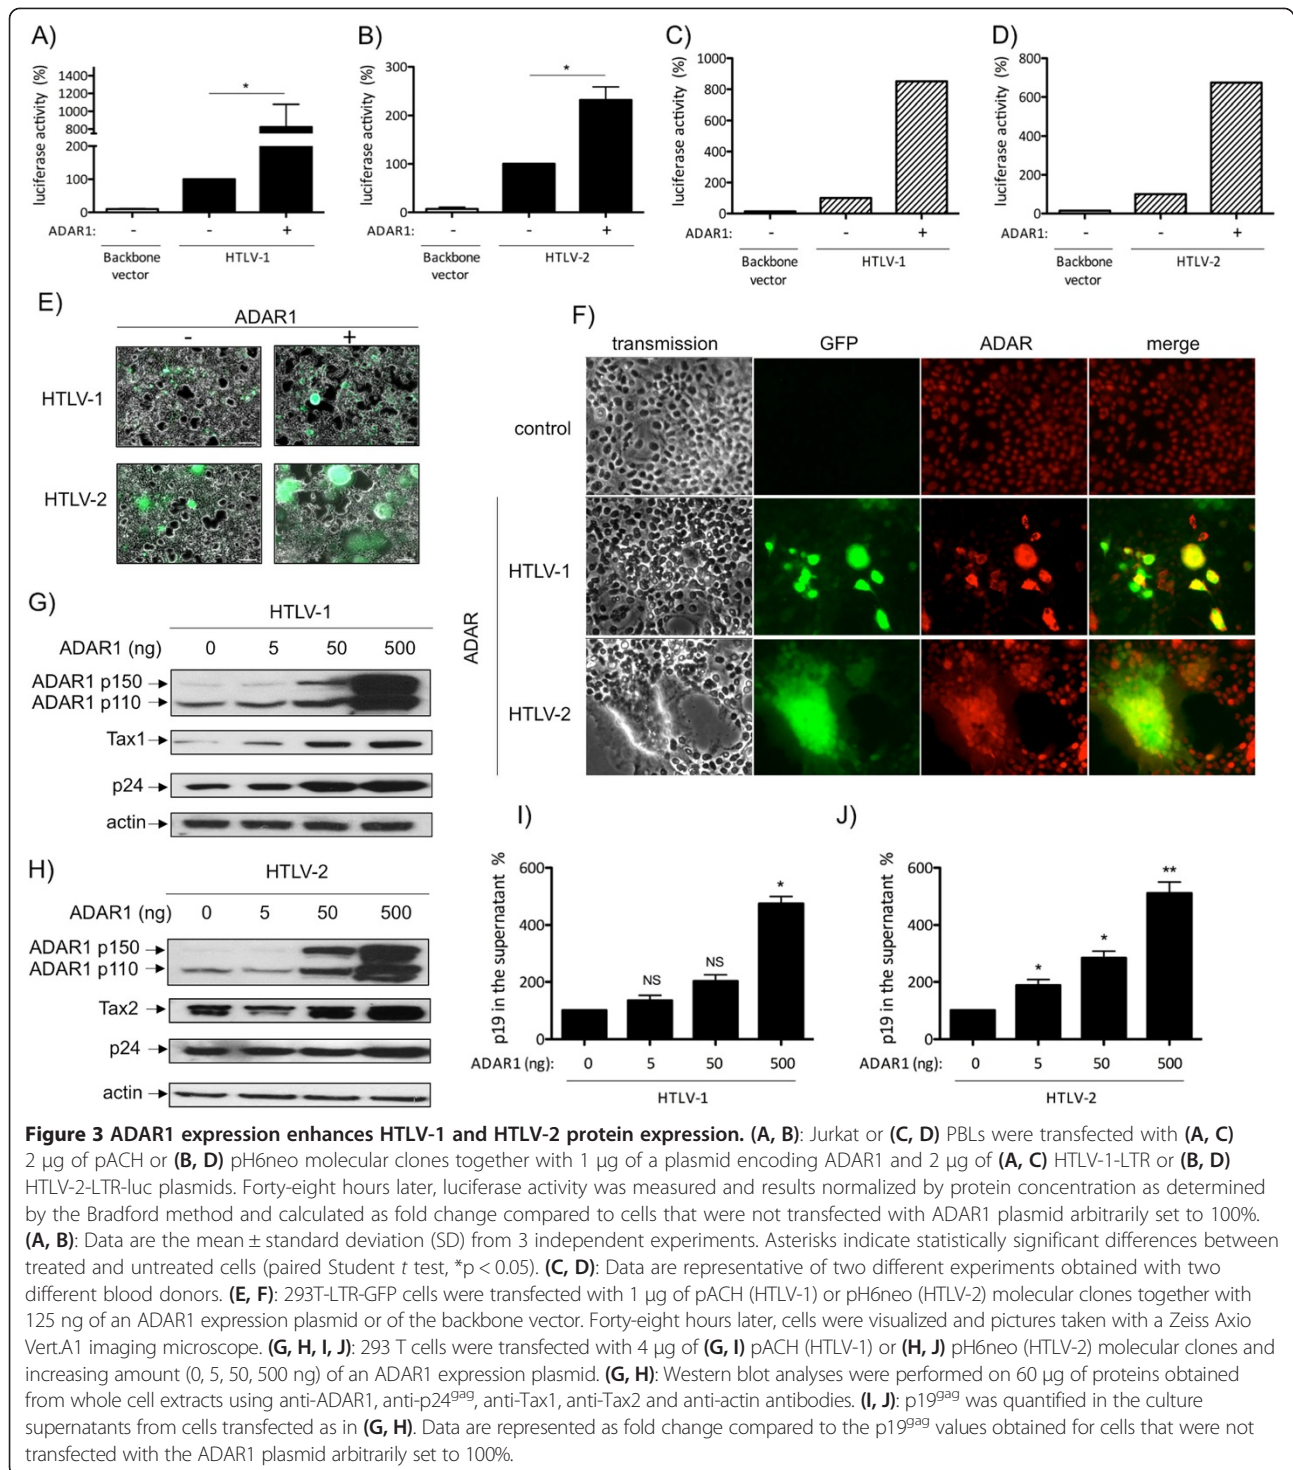 A)
luciferase activity (%)
1400
1200
1000
800
200
100
0
*
ADAR1: - - +
Backbone vector
HTLV-1
B)
luciferase activity (%)
300
200
100
0
*
ADAR1: - - +
Backbone vector
HTLV-2
C)
luciferase activity (%)
1000
800
600
400
200
0
ADAR1: - - +
Backbone vector
HTLV-1
D)
luciferase activity (%)
800
600
400
200
0
ADAR1: - - +
Backbone vector
HTLV-2
E)
ADAR1
- +
HTLV-1
HTLV-2
F)
transmission GFP ADAR merge
control
ADAR
HTLV-1
HTLV-2
G)
HTLV-1
ADAR1 (ng) 0 5 50 500
ADAR1 p150
ADAR1 p110
Tax1
p24
actin
H)
HTLV-2
ADAR1 (ng) 0 5 50 500
ADAR1 p150
ADAR1 p110
Tax2
p24
actin
I)
p19 in the supernatant %
600
400
200
0
NS NS *
ADAR1 (ng): 0 5 50 500
HTLV-1
J)
p19 in the supernatant %
600
400
200
0
* * **
ADAR1 (ng): 0 5 50 500
HTLV-2
Figure 3 ADAR1 expression enhances HTLV-1 and HTLV-2 protein expression. (A, B): Jurkat or (C, D) PBLs were transfected with (A, C)
2 μg of pACH or (B, D) pH6neo molecular clones together with 1 μg of a plasmid encoding ADAR1 and 2 μg of (A, C) HTLV-1-LTR or (B, D)
HTLV-2-LTR-luc plasmids. Forty-eight hours later, luciferase activity was measured and results normalized by protein concentration as determined
by the Bradford method and calculated as fold change compared to cells that were not transfected with ADAR1 plasmid arbitrarily set to 100%.
(A, B): Data are the mean ± standard deviation (SD) from 3 independent experiments. Asterisks indicate statistically significant differences between
treated and untreated cells (paired Student t test, *p < 0.05). (C, D): Data are representative of two different experiments obtained with two
different blood donors. (E, F): 293T-LTR-GFP cells were transfected with 1 μg of pACH (HTLV-1) or pH6neo (HTLV-2) molecular clones together with
125 ng of an ADAR1 expression plasmid or of the backbone vector. Forty-eight hours later, cells were visualized and pictures taken with a Zeiss Axio
Vert.A1 imaging microscope. (G, H, I, J): 293 T cells were transfected with 4 μg of (G, I) pACH (HTLV-1) or (H, J) pH6neo (HTLV-2) molecular clones and
increasing amount (0, 5, 50, 500 ng) of an ADAR1 expression plasmid. (G, H): Western blot analyses were performed on 60 μg of proteins obtained
from whole cell extracts using anti-ADAR1, anti-p24gag, anti-Tax1, anti-Tax2 and anti-actin antibodies. (I, J): p19gag was quantified in the culture
supernatants from cells transfected as in (G, H). Data are represented as fold change compared to the p19gag values obtained for cells that were not
transfected with the ADAR1 plasmid arbitrarily set to 100%.